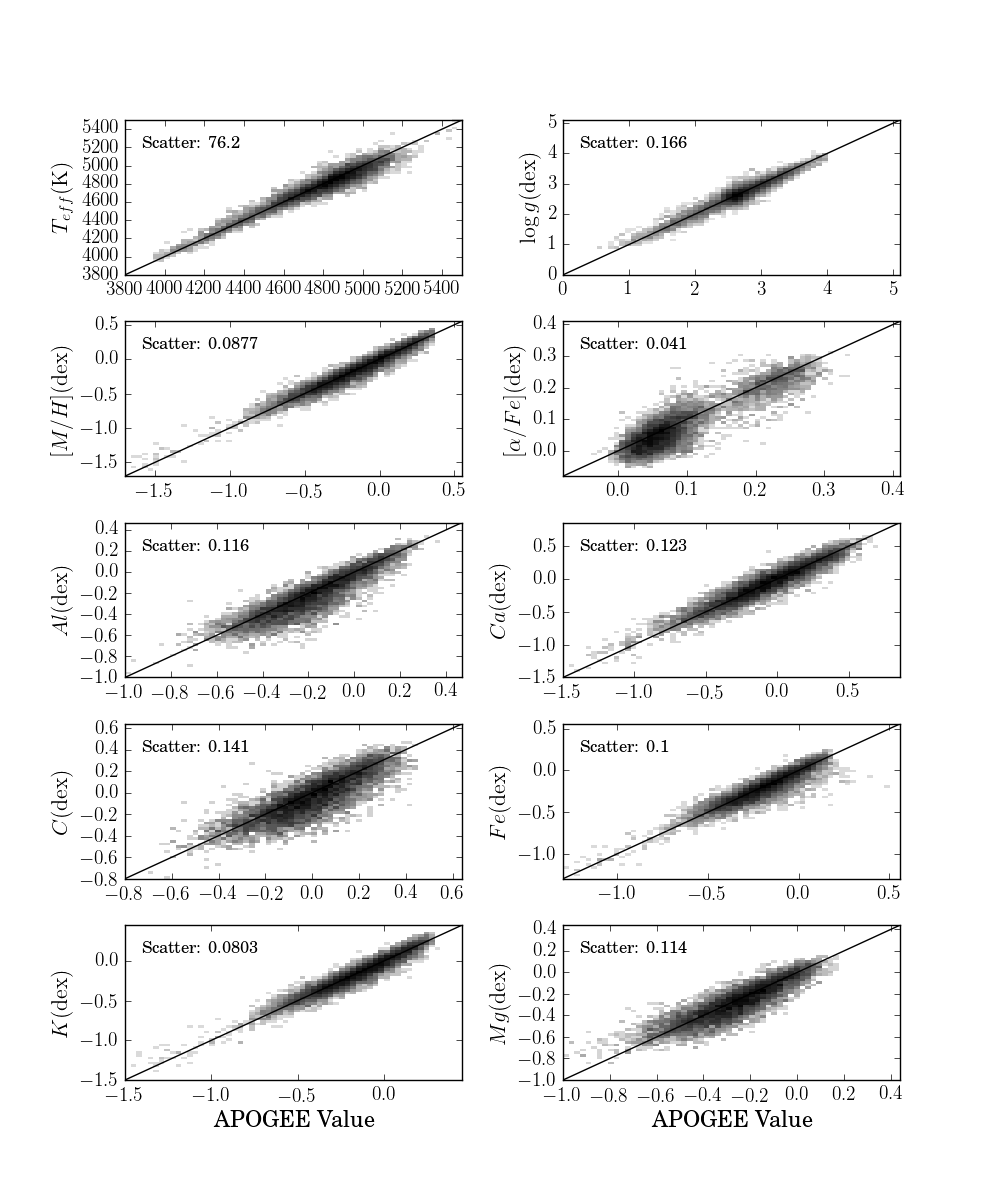 5400
5200
5000
4800
4600
4400
4200
4000
3800
T_eff(K)
Scatter: 76.2
3800 4000 4200 4400 4600 4800 5000 5200 5400
5
4
3
2
1
0
log g(dex)
Scatter: 0.166
0 1 2 3 4 5
0.5
0.0
−0.5
−1.0
−1.5
[M/H](dex)
Scatter: 0.0877
−1.5 −1.0 −0.5 0.0 0.5
0.4
0.3
0.2
0.1
0.0
[α/Fe](dex)
Scatter: 0.041
0.0 0.1 0.2 0.3 0.4
0.4
0.2
0.0
−0.2
−0.4
−0.6
−0.8
−1.0
Al(dex)
Scatter: 0.116
−1.0 −0.8 −0.6 −0.4 −0.2 0.0 0.2 0.4
0.5
0.0
−0.5
−1.0
−1.5
Ca(dex)
Scatter: 0.123
−1.5 −1.0 −0.5 0.0 0.5
0.6
0.4
0.2
0.0
−0.2
−0.4
−0.6
−0.8
C(dex)
Scatter: 0.141
−0.8 −0.6 −0.4 −0.2 0.0 0.2 0.4 0.6
0.5
0.0
−0.5
−1.0
Fe(dex)
Scatter: 0.1
−1.0 −0.5 0.0 0.5
0.0
−0.5
−1.0
−1.5
K(dex)
Scatter: 0.0803
−1.5 −1.0 −0.5 0.0
APOGEE Value
0.4
0.2
0.0
−0.2
−0.4
−0.6
−0.8
−1.0
Mg(dex)
Scatter: 0.114
−1.0 −0.8 −0.6 −0.4 −0.2 0.0 0.2 0.4
APOGEE Value